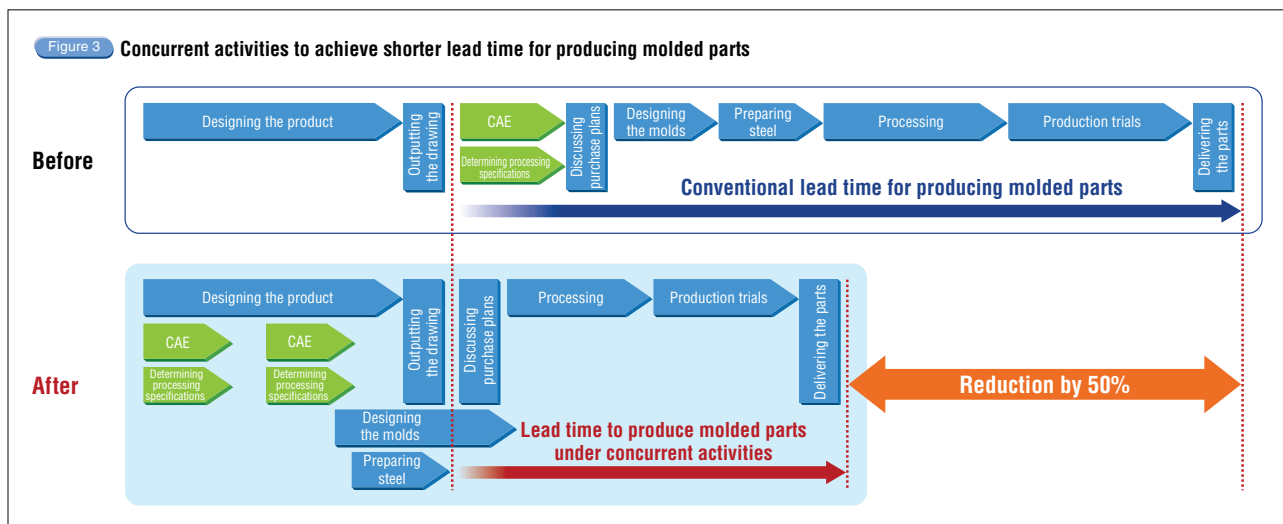 Figure 3
Concurrent activities to achieve shorter lead time for producing molded parts
Before
Designing the product
Outputting
the drawing
CAE
Determining processing
specifications
Discussing
purchase plans
Designing
the molds
Preparing
steel
Processing
Production trials
Delivering
the parts
Conventional lead time for producing molded parts
After
Designing the product
CAE
Determining
processing
specifications
CAE
Determining
processing
specifications
Outputting
the drawing
Discussing
purchase plans
Processing
Production trials
Delivering the parts
Designing
the molds
Preparing
steel
Lead time to produce molded parts
under concurrent activities
Reduction by 50%